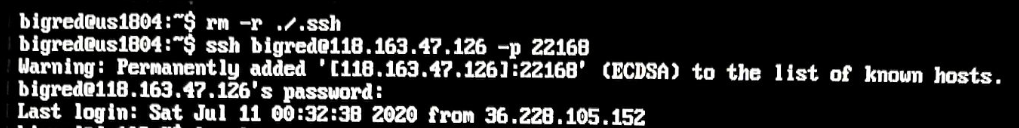 bigred@us1804:~$ rm -r ./.ssh
bigred@us1804:~$ ssh bigred@118.163.47.126 -p 22168
Warning: Permanently added '[118.163.47.126]:22168' (ECDSA) to the list of known hosts.
bigred@118.163.47.126's password:
Last login: Sat Jul 11 00:32:38 2020 from 36.228.105.152